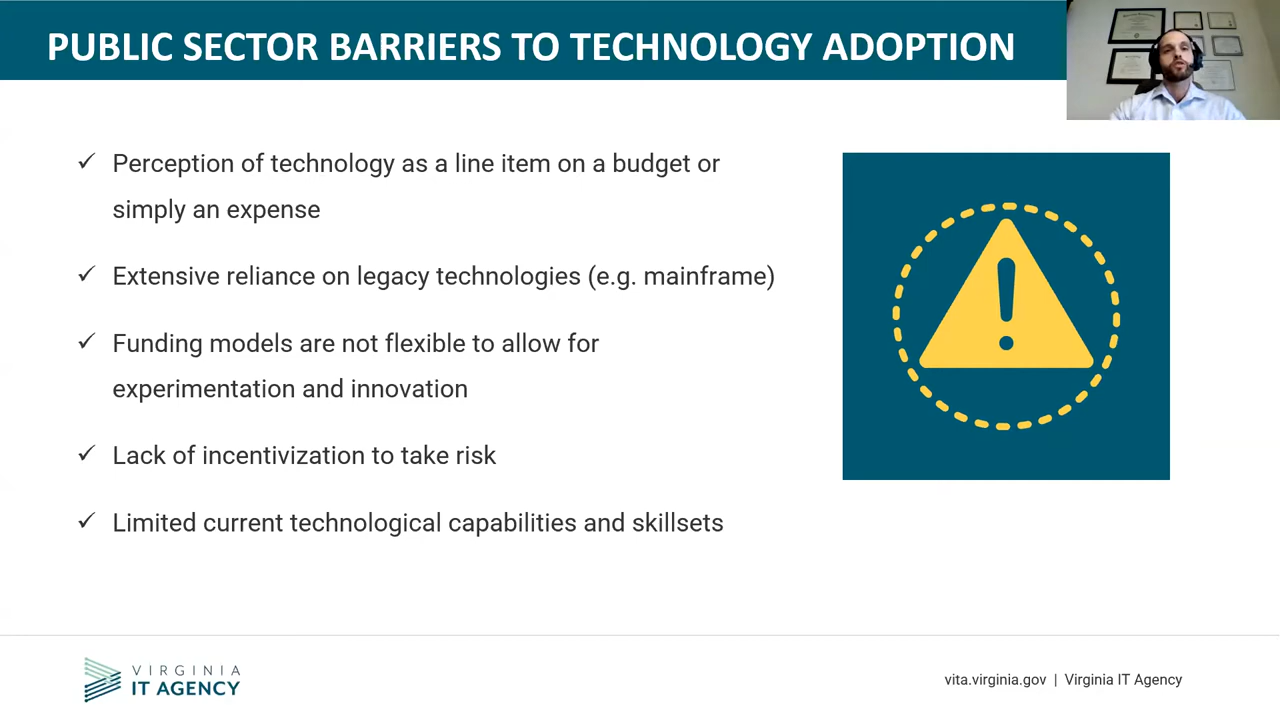 PUBLIC SECTOR BARRIERS TO TECHNOLOGY ADOPTION
✓ Perception of technology as a line item on a budget or
simply an expense
✓ Extensive reliance on legacy technologies (e.g. mainframe)
✓ Funding models are not flexible to allow for
experimentation and innovation
✓ Lack of incentivization to take risk
✓ Limited current technological capabilities and skillsets
VIRGINIA
IT AGENCY
vita.virginia.gov | Virginia IT Agency